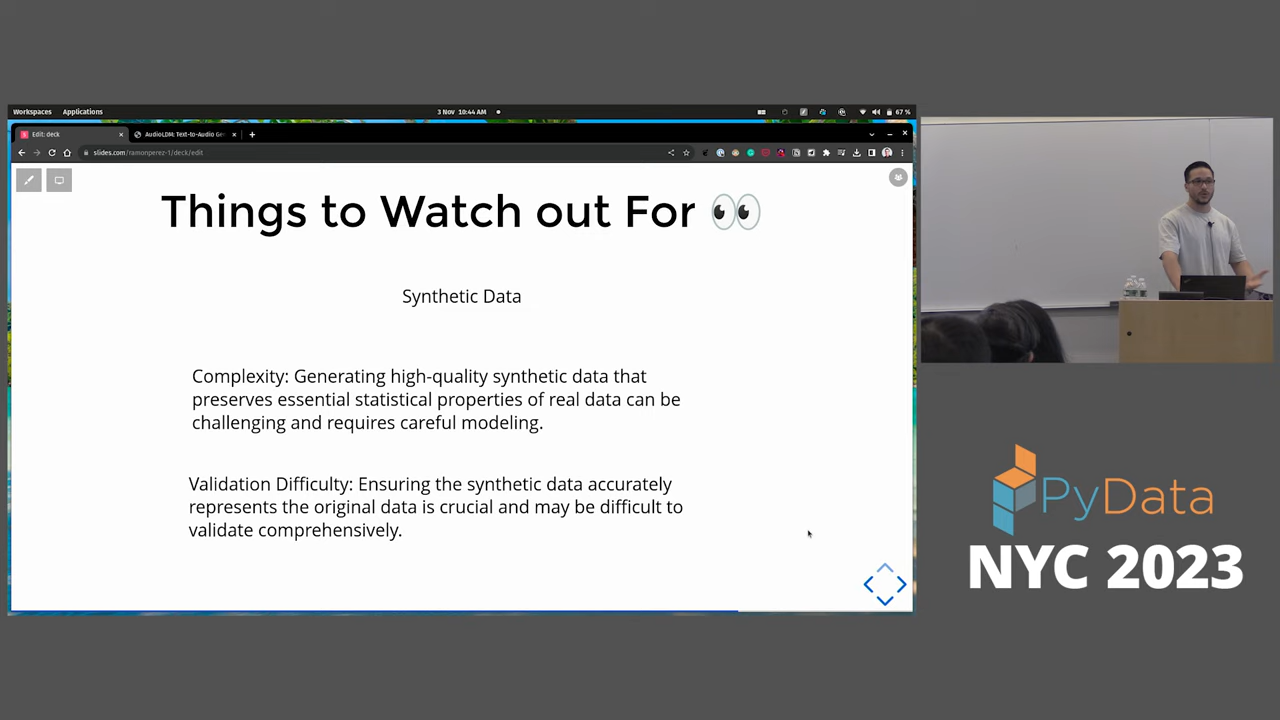 Workspaces Applications
3 Nov 10:44 AM
67 %
Edit: deck
AudioLDM: Text-to-Audio Ge
slides.com/ramonperez-1/deck/edit
Things to Watch out For 👀
Synthetic Data
Complexity: Generating high-quality synthetic data that
preserves essential statistical properties of real data can be
challenging and requires careful modeling.
Validation Difficulty: Ensuring the synthetic data accurately
represents the original data is crucial and may be difficult to
validate comprehensively.
PyData
NYC 2023